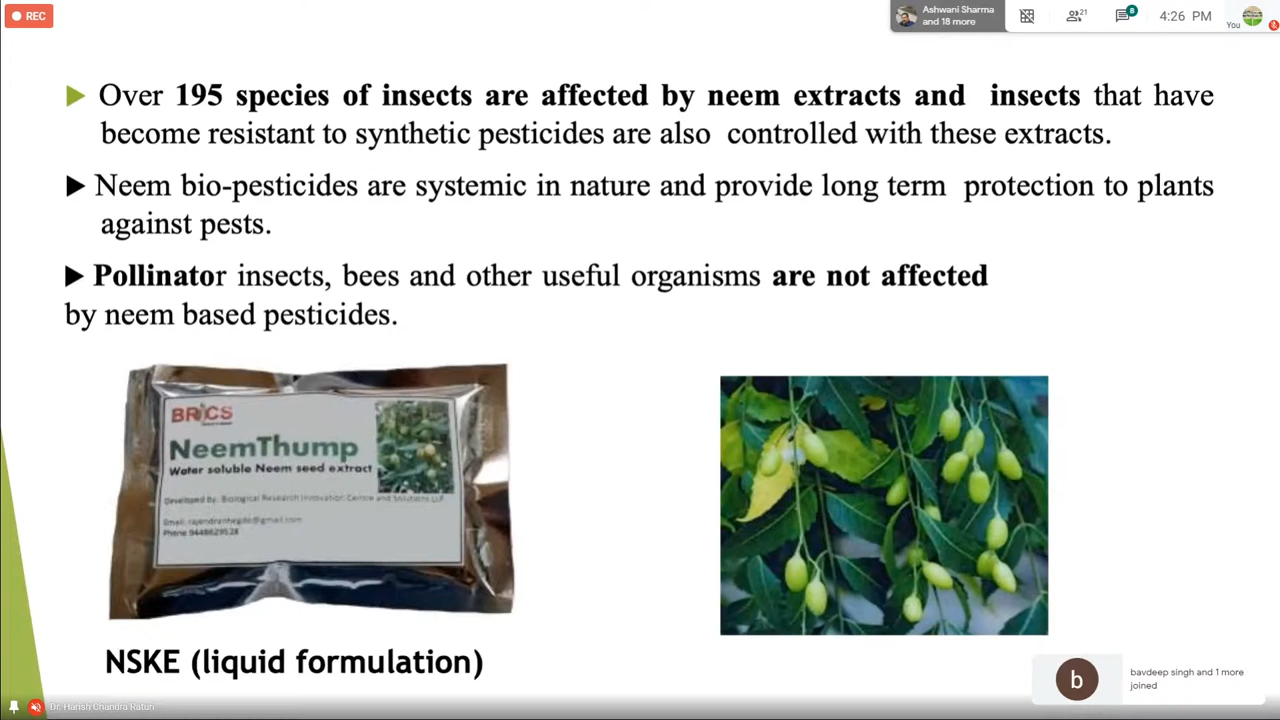 REC
Ashwani Sharma
and 18 more
21
8
4:26 PM
You
► Over 195 species of insects are affected by neem extracts and insects that have
become resistant to synthetic pesticides are also controlled with these extracts.
► Neem bio-pesticides are systemic in nature and provide long term protection to plants
against pests.
► Pollinator insects, bees and other useful organisms are not affected
by neem based pesticides.
BRICS
NeemThump
Water soluble Neem seed extract
Developed By: Biological Research Innovation Centre and Solutions LLP
Email: rajendranhegde@gmail.com
Phone 9448629528
NSKE (liquid formulation)
b
bavdeep singh and 1 more
joined
Dr. Harish Chandra Raturi